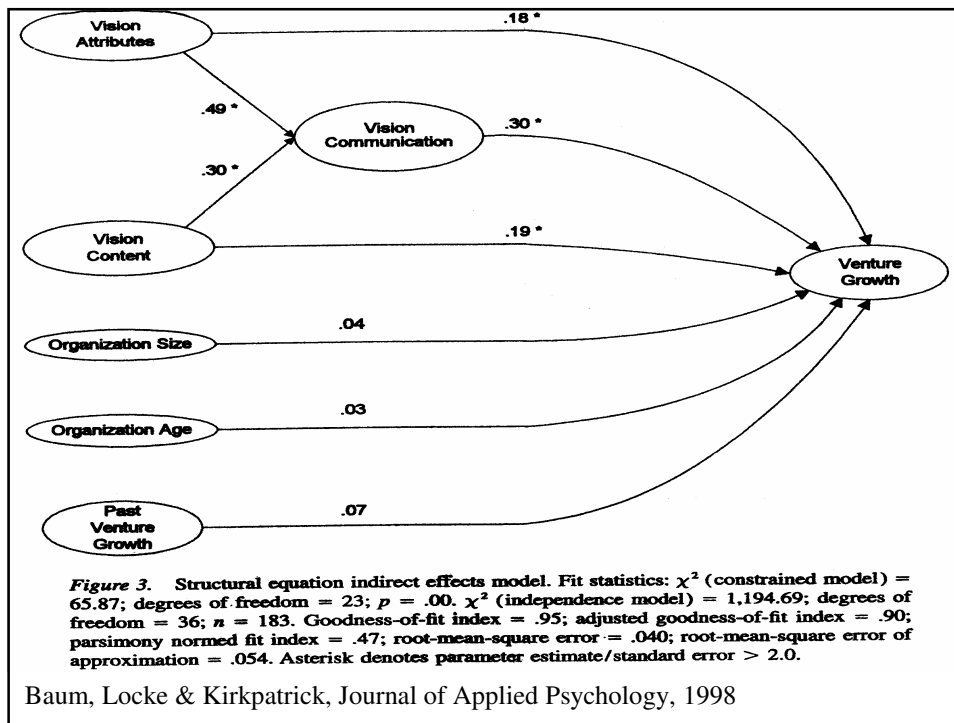 Vision
Attributes
.18 *
.49 *
Vision
Communication
.30 *
.30 *
Vision
Content
.19 *
Venture
Growth
Organization Size
.04
Organization Age
.03
Past
Venture
Growth
.07
Figure 3. Structural equation indirect effects model. Fit statistics: χ² (constrained model) =
65.87; degrees of freedom = 23; p = .00. χ² (independence model) = 1,194.69; degrees of
freedom = 36; n = 183. Goodness-of-fit index = .95; adjusted goodness-of-fit index = .90;
parsimony normed fit index = .47; root-mean-square error = .040; root-mean-square error of
approximation = .054. Asterisk denotes parameter estimate/standard error > 2.0.
Baum, Locke & Kirkpatrick, Journal of Applied Psychology, 1998